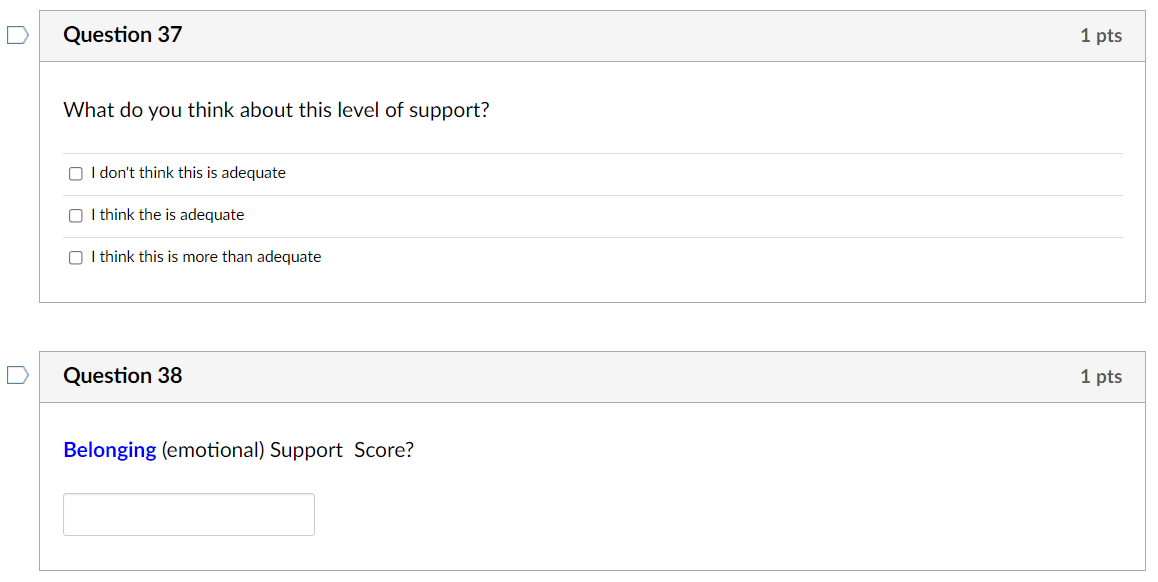 Question 37
1 pts
What do you think about this level of support?
I don't think this is adequate
I think the is adequate
I think this is more than adequate
Question 38
1 pts
Belonging (emotional) Support  Score?